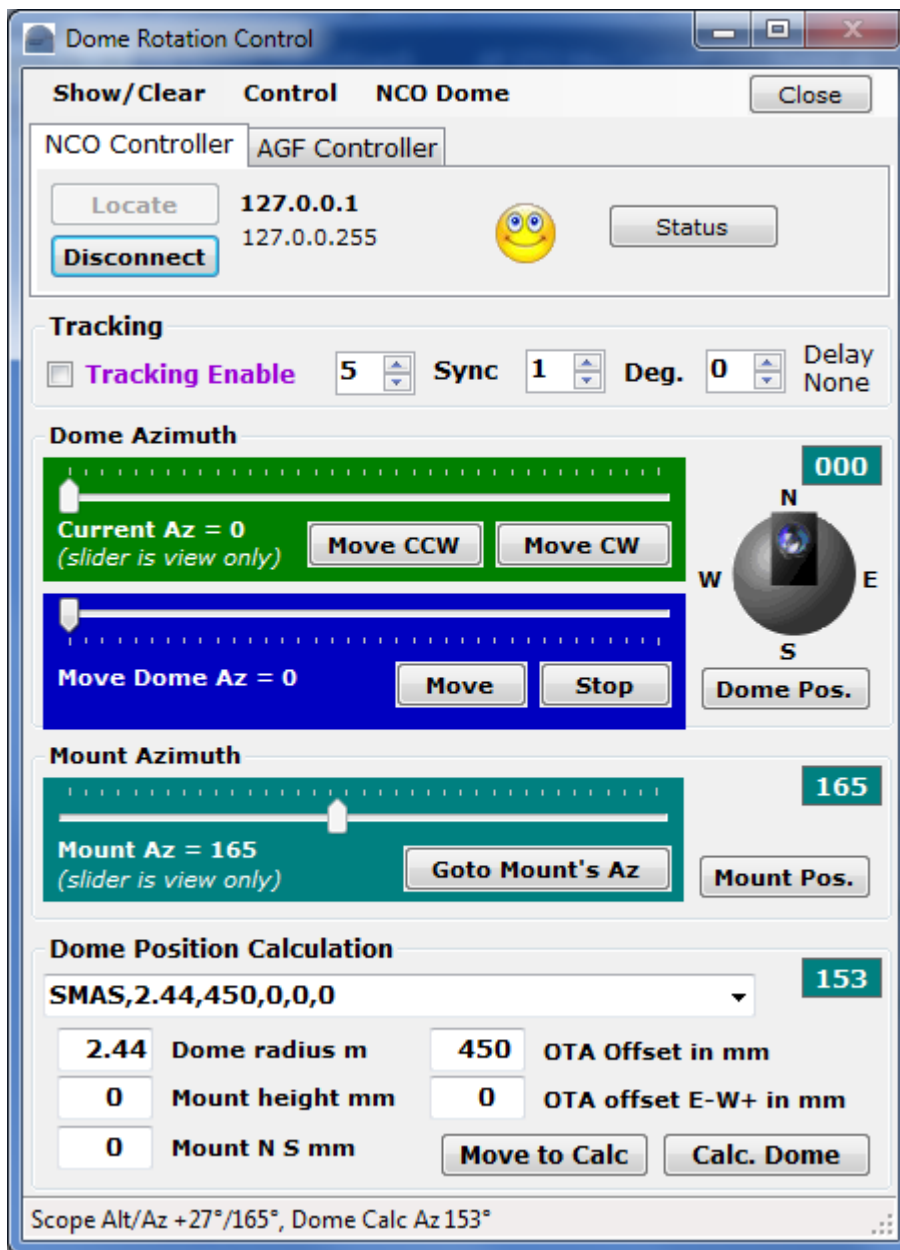 Dome Rotation Control
Show/Clear Control NCO Dome Close
NCO Controller AGF Controller
Locate 127.0.0.1
127.0.0.255 Status
Disconnect
Tracking
Tracking Enable 5 Sync 1 Deg. 0 Delay
None
Dome Azimuth
000
N
Current Az = 0
(slider is view only) Move CCW Move CW
W E
S
Move Dome Az = 0 Move Stop Dome Pos.
Mount Azimuth
165
Mount Az = 165
(slider is view only) Goto Mount's Az Mount Pos.
Dome Position Calculation
153
SMAS,2.44,450,0,0,0
2.44 Dome radius m 450 OTA Offset in mm
0 Mount height mm 0 OTA offset E-W+ in mm
0 Mount N S mm Move to Calc Calc. Dome
Scope Alt/Az +27°/165°, Dome Calc Az 153°